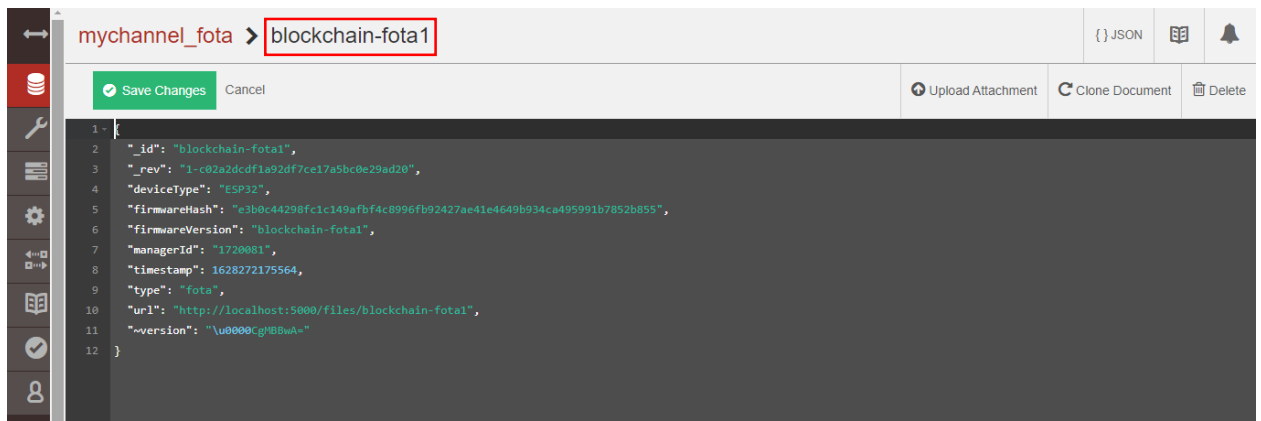 mychannel_fota > blockchain-fota1
{ } JSON
Save Changes Cancel
Upload Attachment Clone Document Delete
1 {
2 "_id": "blockchain-fota1",
3 "_rev": "1-c02a2dcdf1a92df7ce17a5bc0e29ad20",
4 "deviceType": "ESP32",
5 "firmwareHash": "e3b0c44298fc1c149afbf4c8996fb92427ae41e4649b934ca495991b7852b855",
6 "firmwareVersion": "blockchain-fota1",
7 "managerId": "1720081",
8 "timestamp": 1628272175564,
9 "type": "fota",
10 "url": "http://localhost:5000/files/blockchain-fota1",
11 "~version": "\u0000CgMBBwA="
12 }